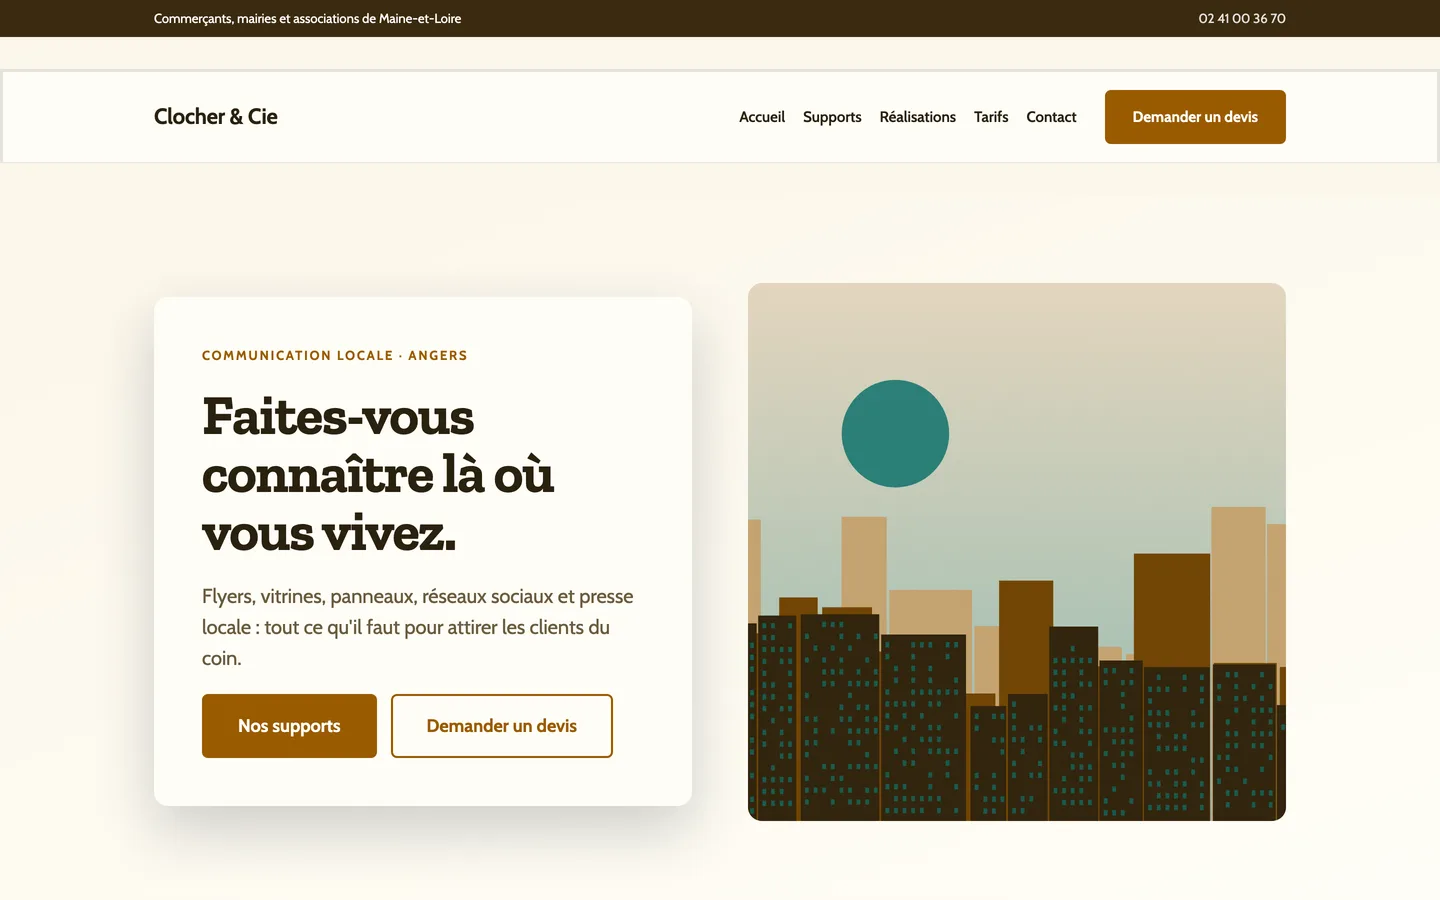 Commerçants, mairies et associations de Maine-et-Loire
02 41 00 36 70
Clocher & Cie
Accueil
Supports
Réalisations
Tarifs
Contact
Demander un devis
COMMUNICATION LOCALE · ANGERS
Faites-vous
connaître là où
vous vivez.
Flyers, vitrines, panneaux, réseaux sociaux et presse
locale : tout ce qu'il faut pour attirer les clients du
coin.
Nos supports
Demander un devis